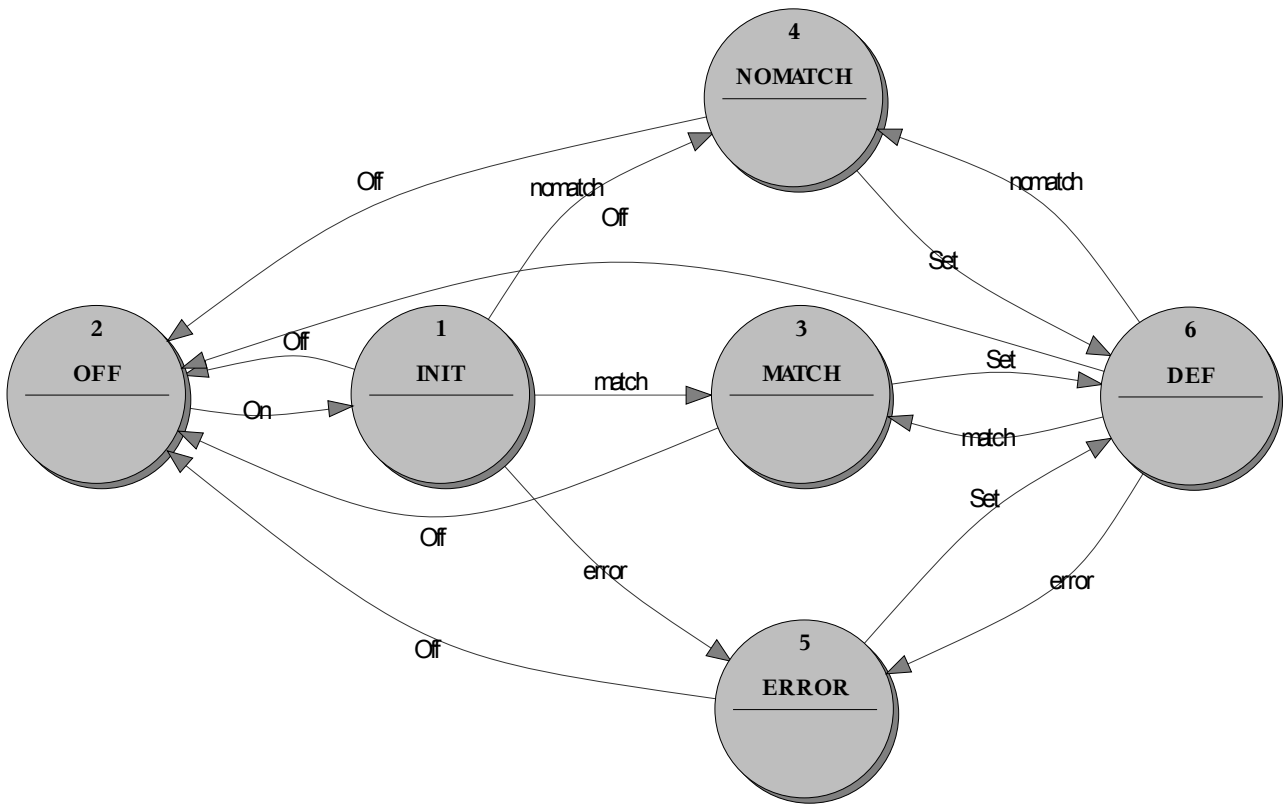 4
NOMATCH
Off
nomatch
nomatch
Off
Set
2
OFF
Off
On
1
INIT
match
3
MATCH
Set
match
6
DEF
Off
Set
error
error
Off
5
ERROR